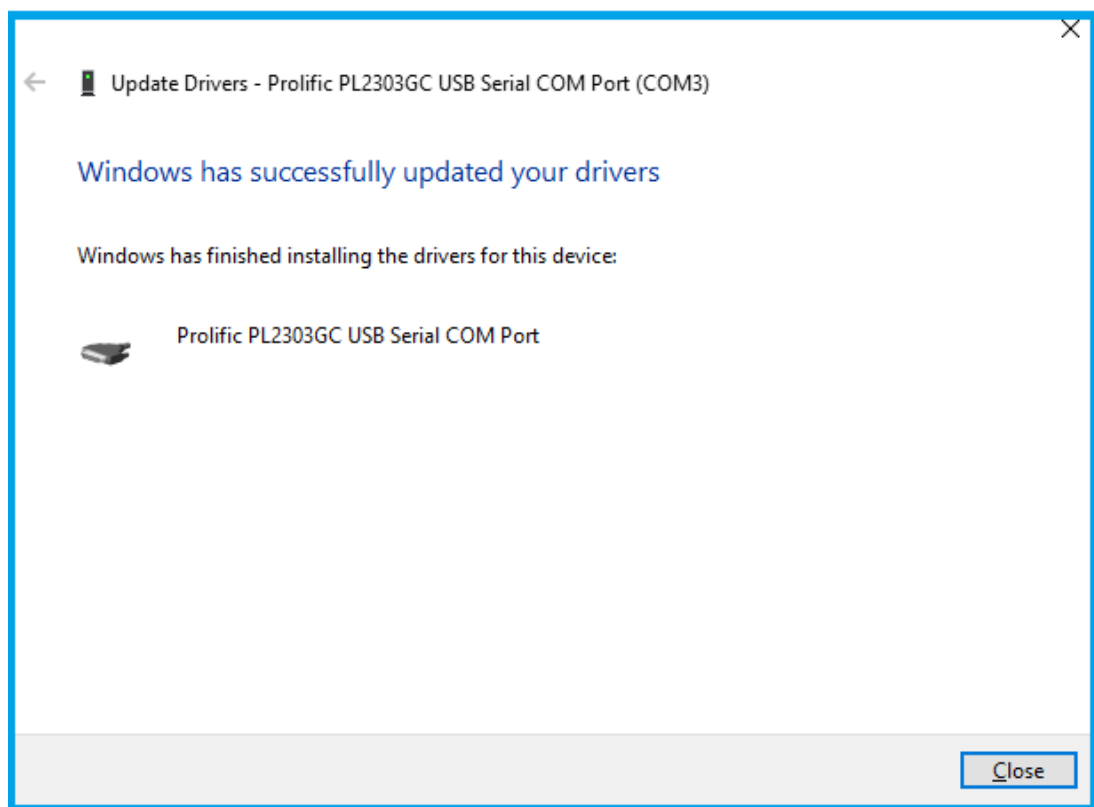 Update Drivers - Prolific PL2303GC USB Serial COM Port (COM3)
Windows has successfully updated your drivers
Windows has finished installing the drivers for this device:
Prolific PL2303GC USB Serial COM Port
Close